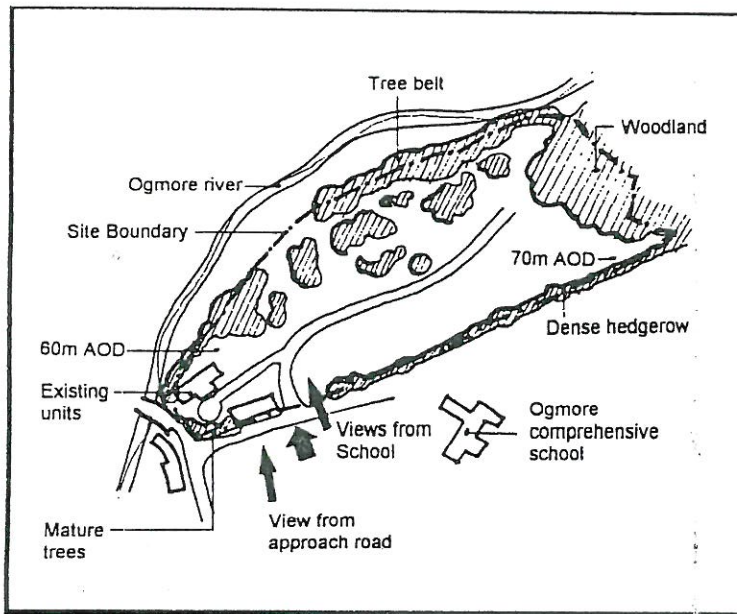 Tree belt
Woodland
Ogmore river
Site Boundary
70m AOD
Dense hedgerow
60m AOD
Existing
units
Views from
School
Ogmore
comprehensive
school
Mature
trees
View from
approach road